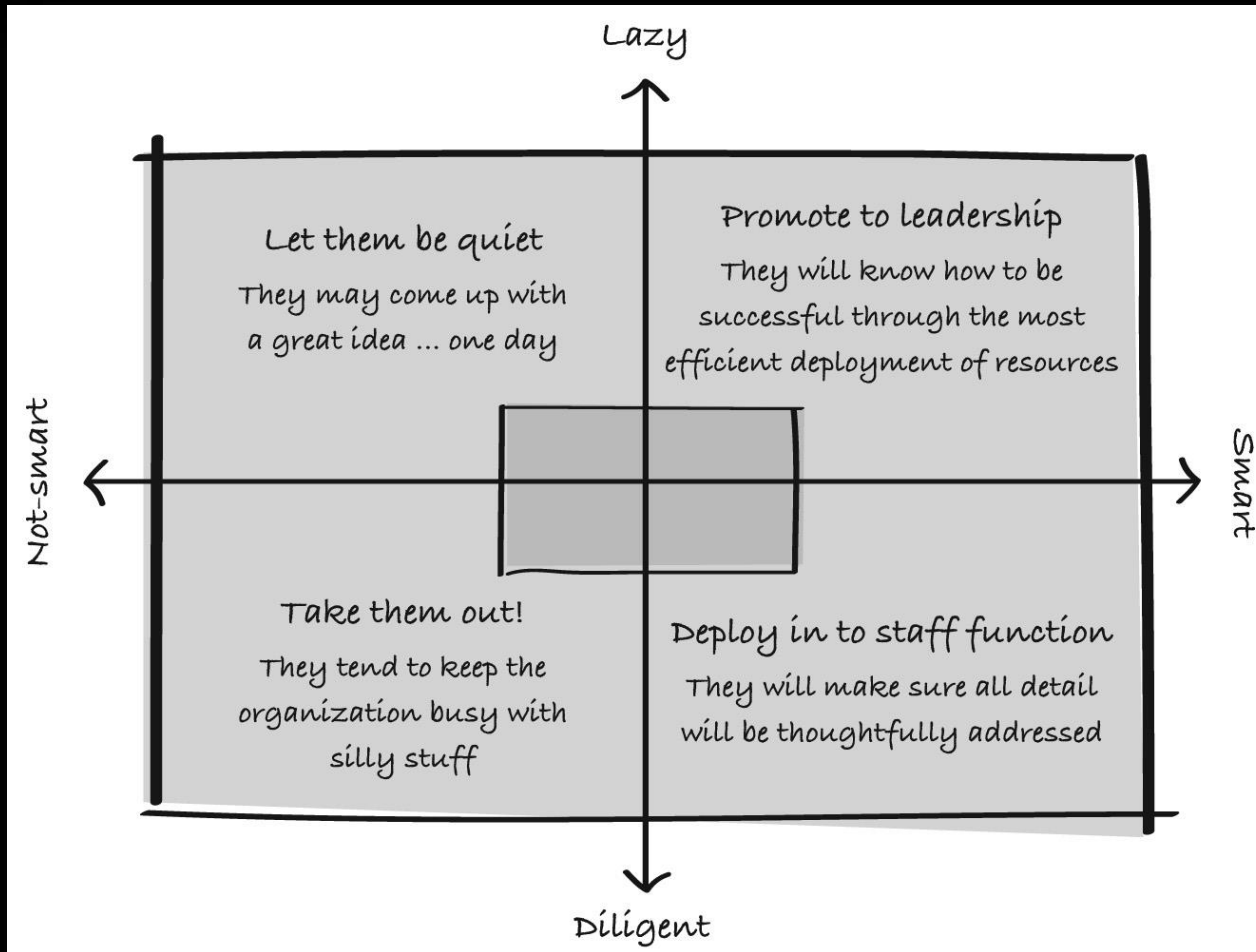 Lazy
Let them be quiet
They may come up with
a great idea ... one day
Promote to leadership
They will know how to be
successful through the most
efficient deployment of resources
Not-smart
Smart
Take them out!
They tend to keep the
organization busy with
silly stuff
Deploy in to staff function
They will make sure all detail
will be thoughtfully addressed
Diligent